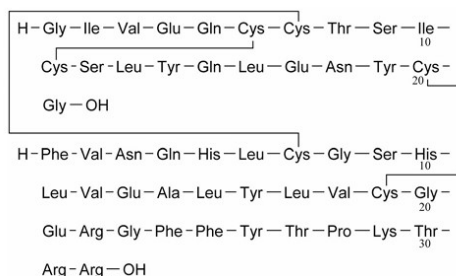 H–Gly–Ile–Val–Glu–Gln–Cys–Cys–Thr–Ser–Ile–
10
Cys–Ser–Leu–Tyr–Gln–Leu–Glu–Asn–Tyr–Cys–
20
Gly–OH
H–Phe–Val–Asn–Gln–His–Leu–Cys–Gly–Ser–His–
10
Leu–Val–Glu–Ala–Leu–Tyr–Leu–Val–Cys–Gly–
20
Glu–Arg–Gly–Phe–Phe–Tyr–Thr–Pro–Lys–Thr–
30
Arg–Arg–OH